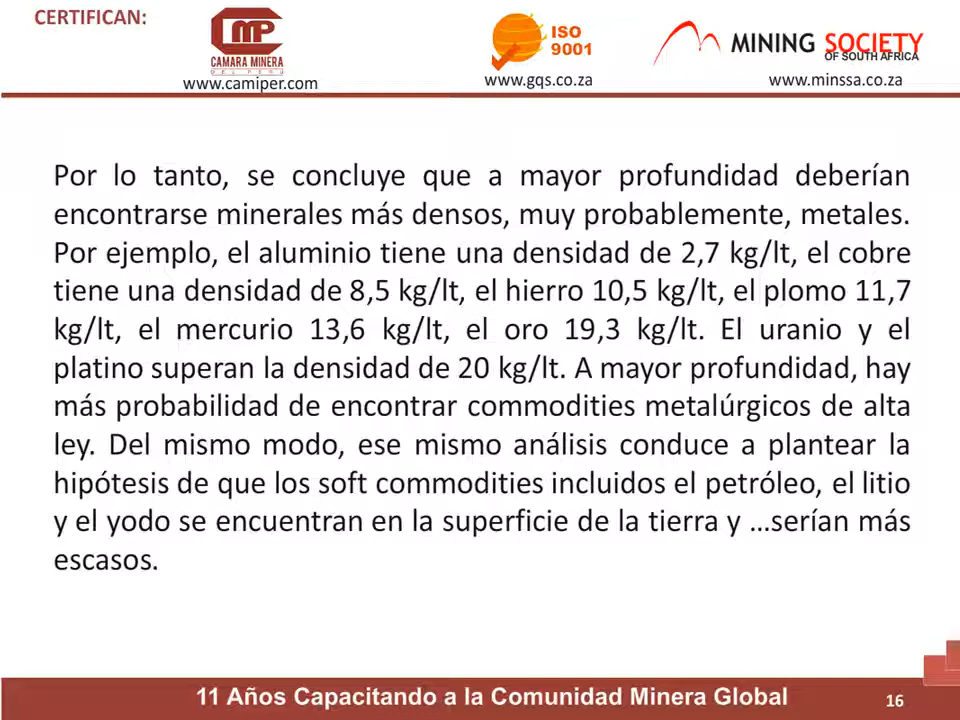 CERTIFICAN:
CMP
CAMARA MINERA
DEL PERU
www.camiper.com
ISO
9001
www.gqs.co.za
MINING SOCIETY
OF SOUTH AFRICA
www.minssa.co.za
Por lo tanto, se concluye que a mayor profundidad deberían
encontrarse minerales más densos, muy probablemente, metales.
Por ejemplo, el aluminio tiene una densidad de 2,7 kg/lt, el cobre
tiene una densidad de 8,5 kg/lt, el hierro 10,5 kg/lt, el plomo 11,7
kg/lt, el mercurio 13,6 kg/lt, el oro 19,3 kg/lt. El uranio y el
platino superan la densidad de 20 kg/lt. A mayor profundidad, hay
más probabilidad de encontrar commodities metalúrgicos de alta
ley. Del mismo modo, ese mismo análisis conduce a plantear la
hipótesis de que los soft commodities incluidos el petróleo, el litio
y el yodo se encuentran en la superficie de la tierra y …serían más
escasos.
11 Años Capacitando a la Comunidad Minera Global
16